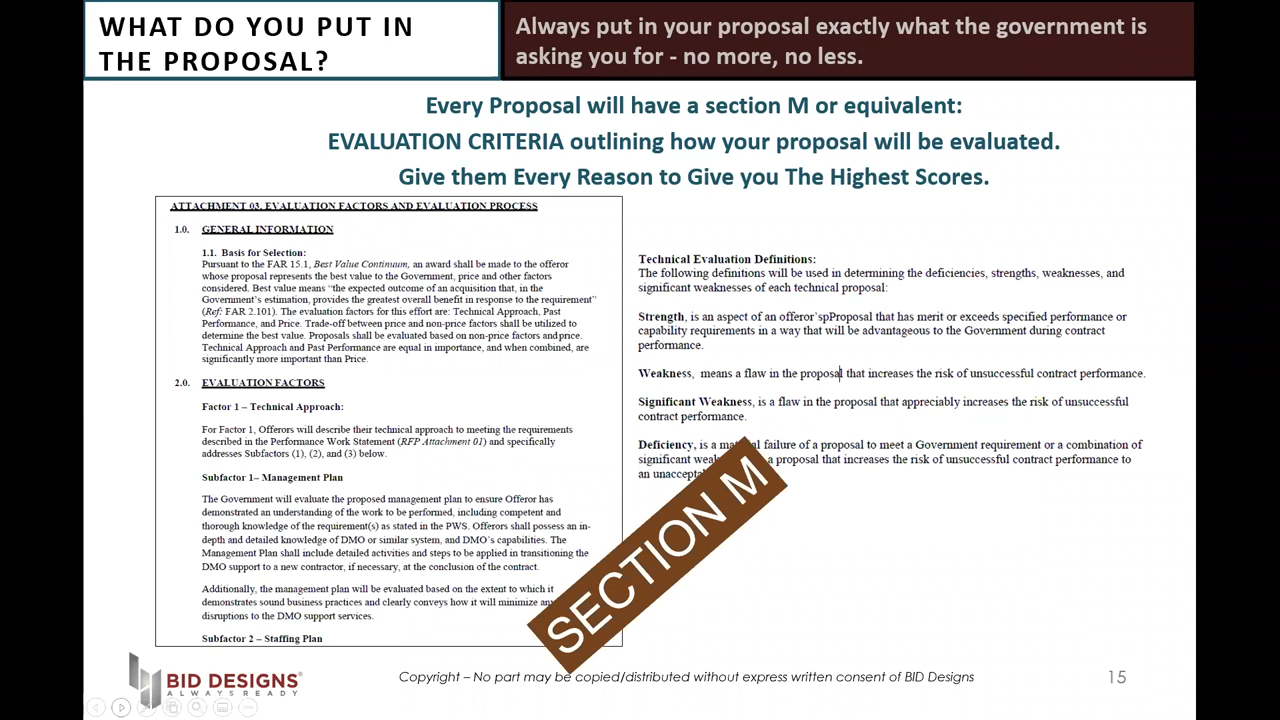 WHAT DO YOU PUT IN
THE PROPOSAL?
Always put in your proposal exactly what the government is
asking you for - no more, no less.
Every Proposal will have a section M or equivalent:
EVALUATION CRITERIA outlining how your proposal will be evaluated.
Give them Every Reason to Give you The Highest Scores.
ATTACHMENT 03. EVALUATION FACTORS AND EVALUATION PROCESS
1.0. GENERAL INFORMATION
1.1. Basis for Selection:
Pursuant to the FAR 15.1, Best Value Continuum, an award shall be made to the offeror
whose proposal represents the best value to the Government, price and other factors
considered. Best value means “the expected outcome of an acquisition that, in the
Government’s estimation, provides the greatest overall benefit in response to the requirement”
(Ref: FAR 2.101). The evaluation factors for this effort are: Technical Approach, Past
Performance, and Price. Trade-off between price and non-price factors shall be utilized to
determine the best value. Proposals shall be evaluated based on non-price factors and price.
Technical Approach and Past Performance are equal in importance, and when combined, are
significantly more important than Price.
2.0. EVALUATION FACTORS
Factor 1 – Technical Approach:
For Factor 1, Offerors will describe their technical approach to meeting the requirements
described in the Performance Work Statement (RFP Attachment 01) and specifically
addresses Subfactors (1), (2), and (3) below.
Subfactor 1– Management Plan
The Government will evaluate the proposed management plan to ensure Offeror has
demonstrated an understanding of the work to be performed, including competent and
thorough knowledge of the requirement(s) as stated in the PWS. Offerors shall possess an in-
depth and detailed knowledge of DMO or similar system, and DMO’s capabilities. The
Management Plan shall include detailed activities and steps to be applied in transitioning the
DMO support to a new contractor, if necessary, at the conclusion of the contract.
Additionally, the management plan will be evaluated based on the extent to which it
demonstrates sound business practices and clearly conveys how it will minimize any
disruptions to the DMO support services.
Subfactor 2 – Staffing Plan
Technical Evaluation Definitions:
The following definitions will be used in determining the deficiencies, strengths, weaknesses, and
significant weaknesses of each technical proposal:
Strength, is an aspect of an offeror’spProposal that has merit or exceeds specified performance or
capability requirements in a way that will be advantageous to the Government during contract
performance.
Weakness, means a flaw in the proposal that increases the risk of unsuccessful contract performance.
Significant Weakness, is a flaw in the proposal that appreciably increases the risk of unsuccessful
contract performance.
Deficiency, is a failure of a proposal to meet a Government requirement or a combination of
significant a proposal that increases the risk of unsuccessful contract performance to
an
SECTION M
BID DESIGNS®
ALWAYS READY
Copyright – No part may be copied/distributed without express written consent of BID Designs
15